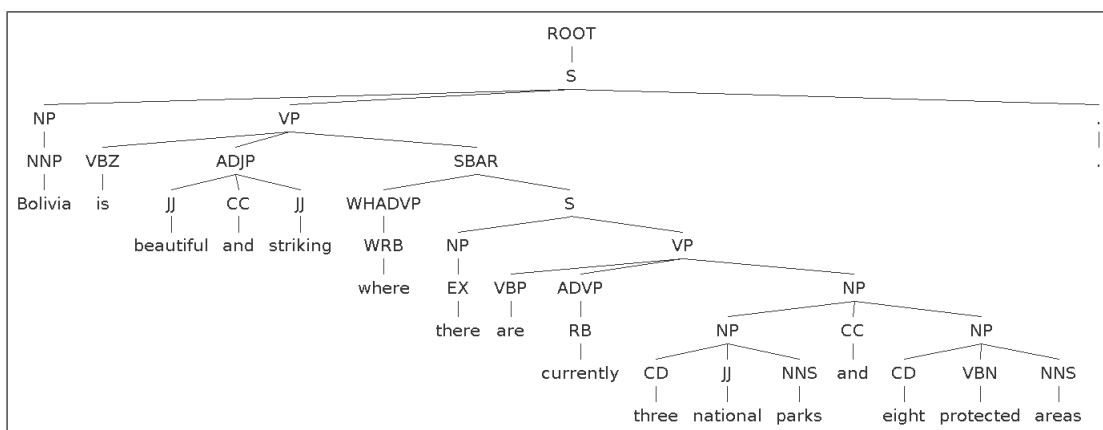 ROOT
S
NP VP .
NNP VBZ ADJP SBAR .
Bolivia is JJ CC JJ WHADVP S
beautiful and striking WRB NP VP
where EX VBP ADVP NP
there are RB NP CC NP
currently CD JJ NNS and CD VBN NNS
three national parks eight protected areas